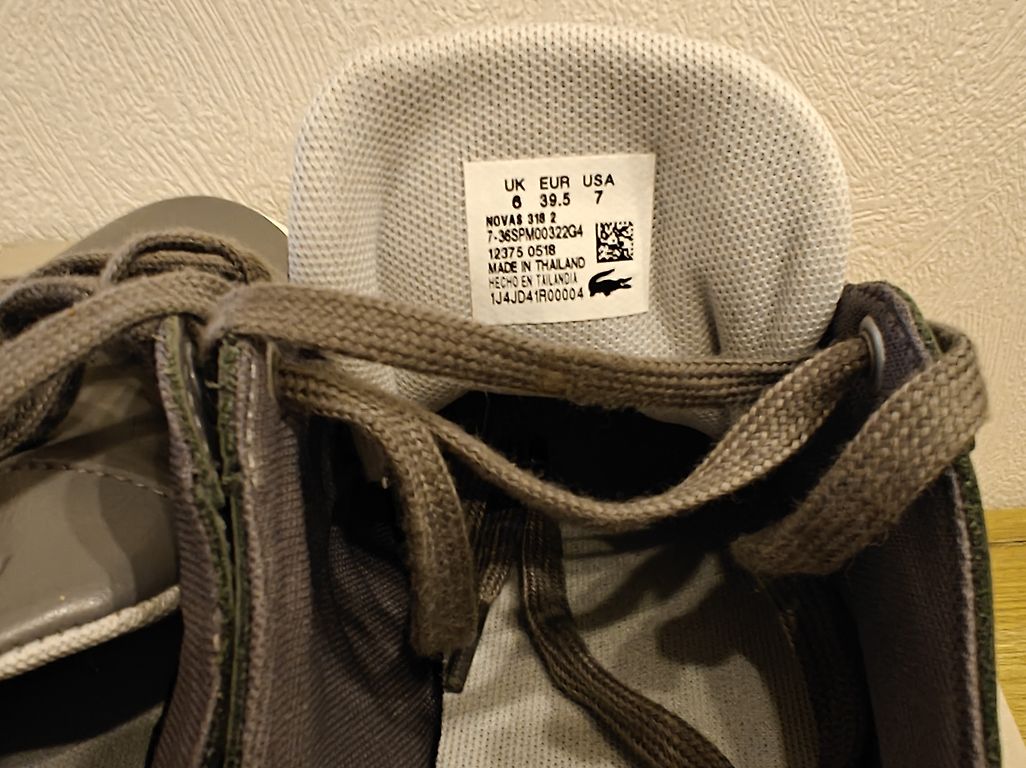 UK EUR USA
6 39.5 7
NOVAS 318 2
7-36SPM00322G4
12375 0518
MADE IN THAILAND
HECHO EN TAILANDIA
1J4JD41R00004